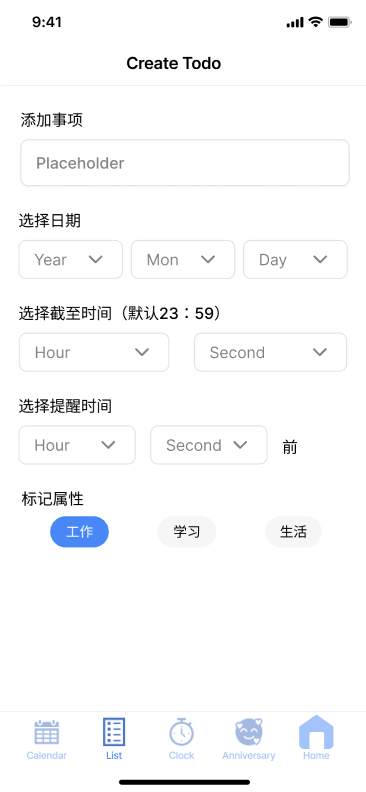 9:41
Create Todo
添加事项
Placeholder
选择日期
Year Mon Day
选择截至时间（默认23：59）
Hour Second
选择提醒时间
Hour Second 前
标记属性
工作 学习 生活
Calendar List Clock Anniversary Home